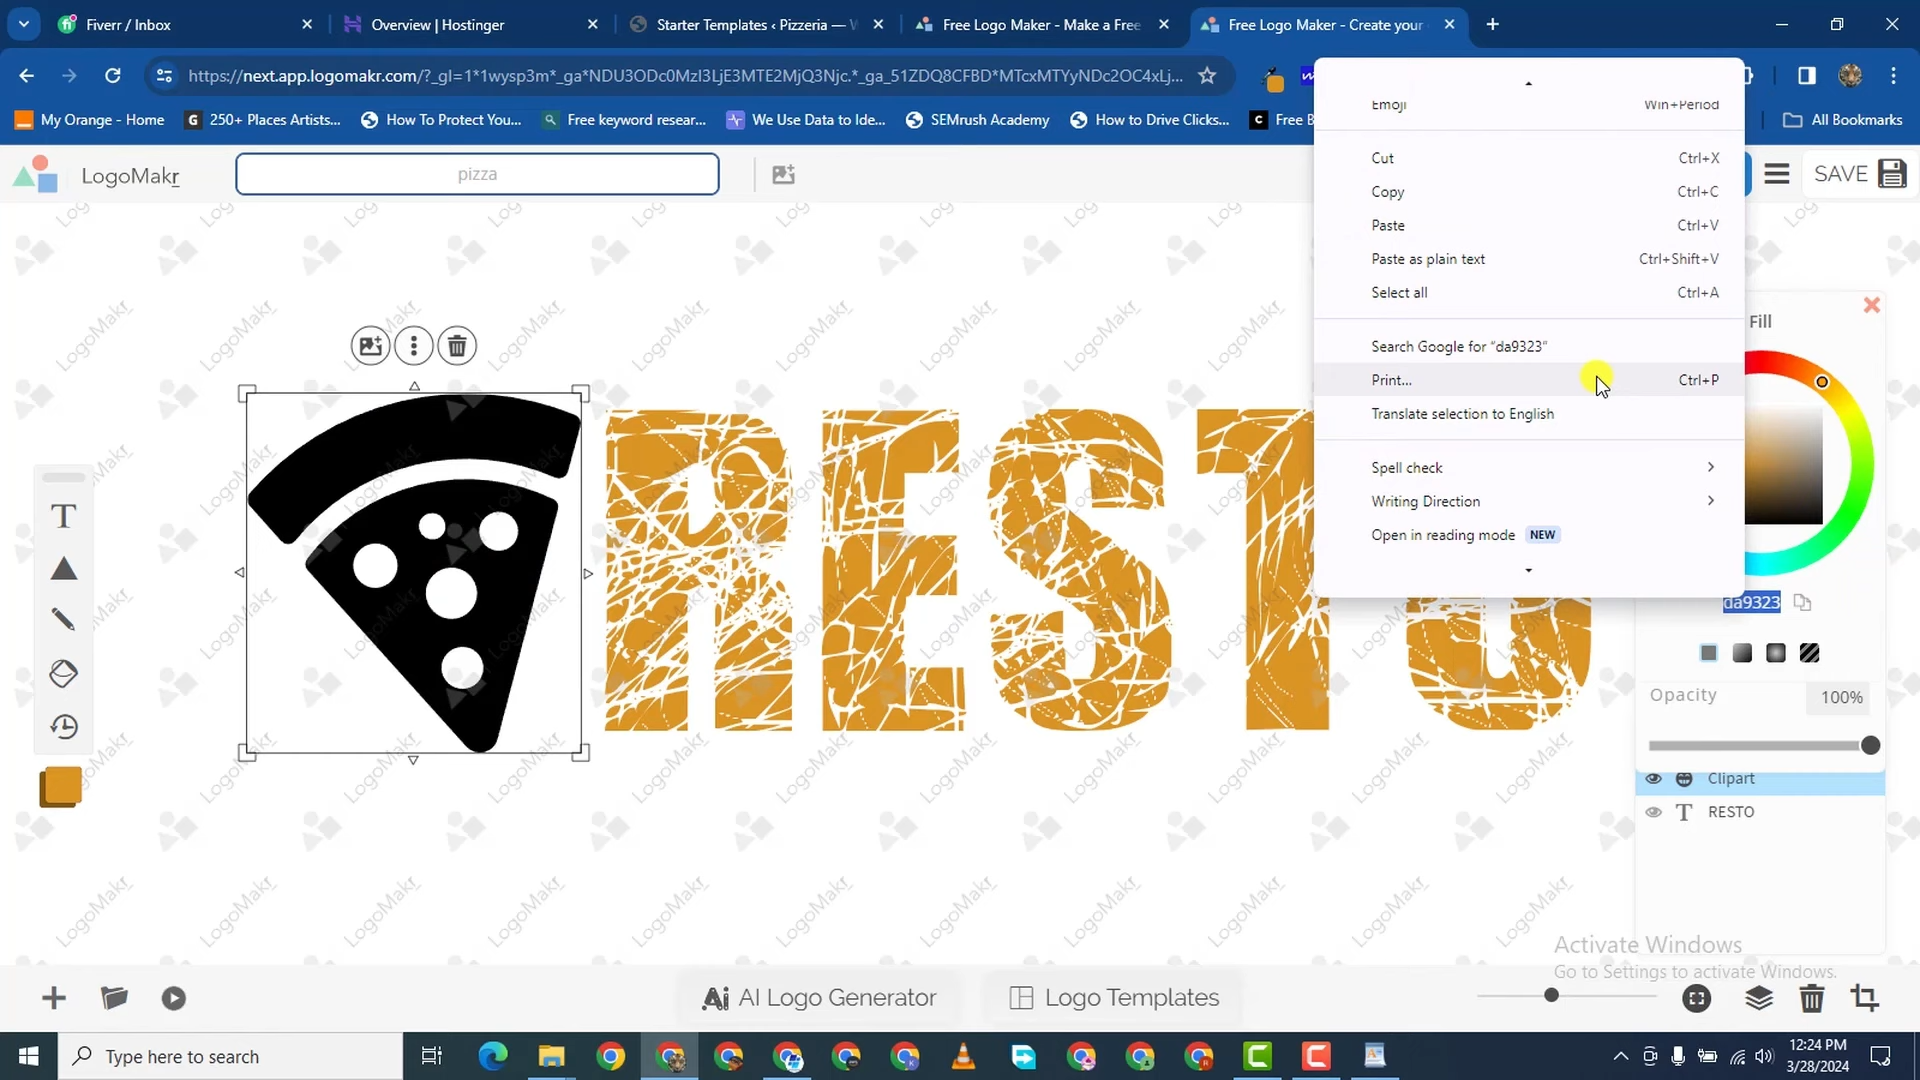 Fiverr / Inbox
Overview | Hostinger
Starter Templates ‹ Pizzeria — W
Free Logo Maker - Make a Free
Free Logo Maker - Create your
https://next.app.logomakr.com/?_gl=1*1wysp3m*_ga*NDU3ODc0MzI3LjE3MTE2MjQ3Njc.*_ga_51ZDQ8CFBD*MTcxMTYyNDc2OC4xLj...
My Orange - Home
250+ Places Artists...
How To Protect You...
Free keyword resear...
We Use Data to Ide...
SEMrush Academy
How to Drive Clicks...
Free B
All Bookmarks
LogoMakr
pizza
SAVE
Emoji Win+Period
Cut Ctrl+X
Copy Ctrl+C
Paste Ctrl+V
Paste as plain text Ctrl+Shift+V
Select all Ctrl+A
Search Google for "da9323"
Print... Ctrl+P
Translate selection to English
Spell check
Writing Direction
Open in reading mode NEW
Fill
da9323
Opacity 100%
Clipart
T RESTO
T
RESTO
Activate Windows
Go to Settings to activate Windows.
Ai AI Logo Generator
Logo Templates
Type here to search
12:24 PM
3/28/2024